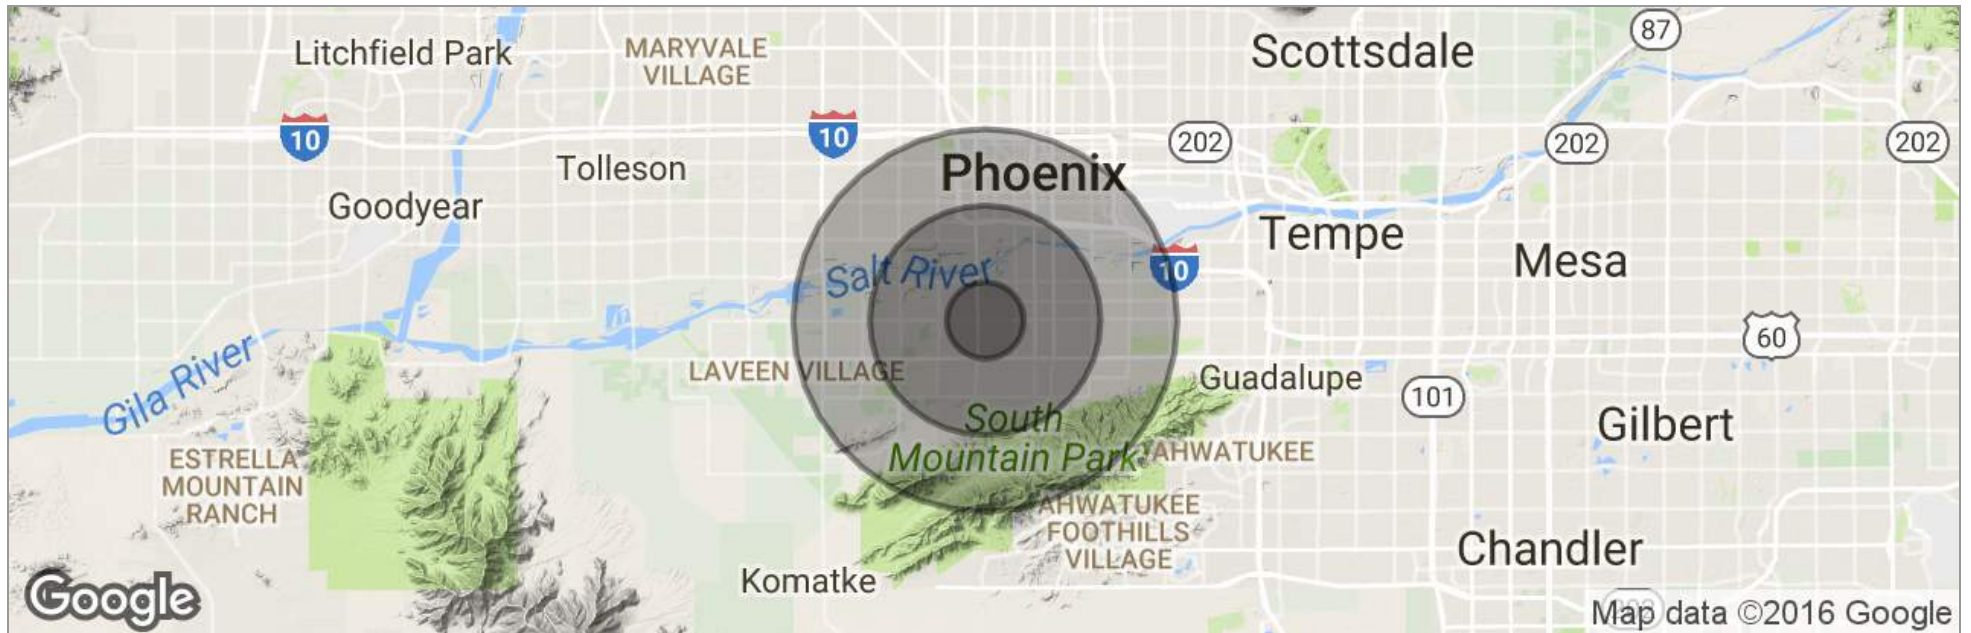 Litchfield Park
MARYVALE
VILLAGE
Scottsdale
87
10
10
202
202
202
Tolleson
Phoenix
Goodyear
Tempe
Mesa
Salt River
10
60
Gila River
LAVEEN VILLAGE
Guadalupe
101
South
Mountain Park
AHWATUKEE
Gilbert
ESTRELLA
MOUNTAIN
RANCH
AHWATUKEE
FOOTHILLS
VILLAGE
Chandler
Komatke
Google
Map data ©2016 Google